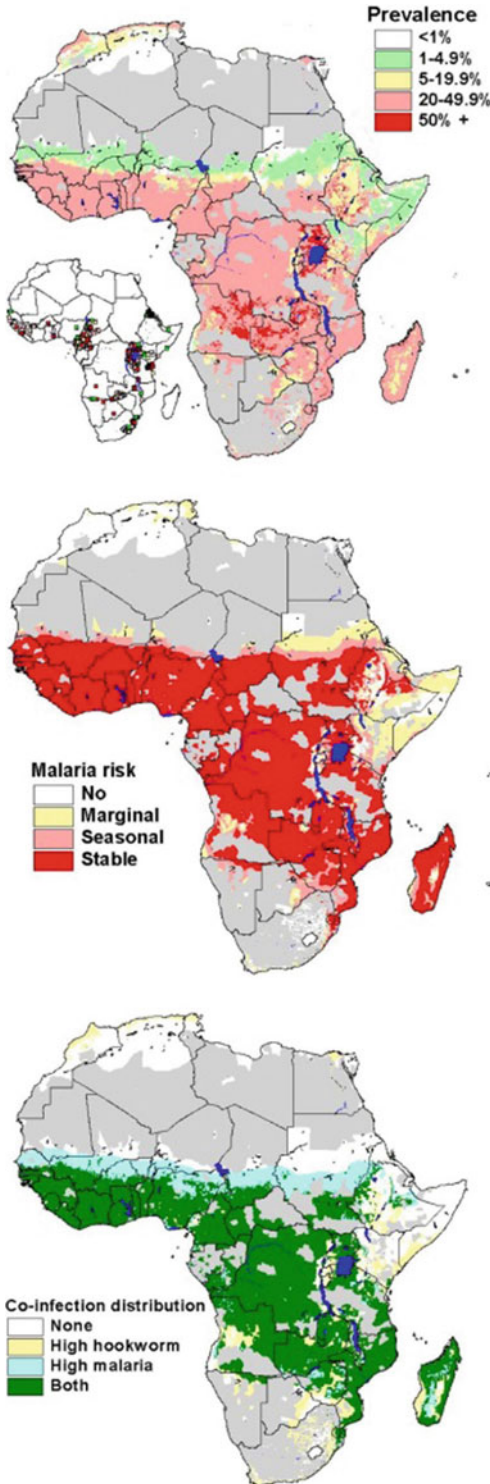 Prevalence
<1%
1-4.9%
5-19.9%
20-49.9%
50% +
Malaria risk
No
Marginal
Seasonal
Stable
Co-infection distribution
None
High hookworm
High malaria
Both